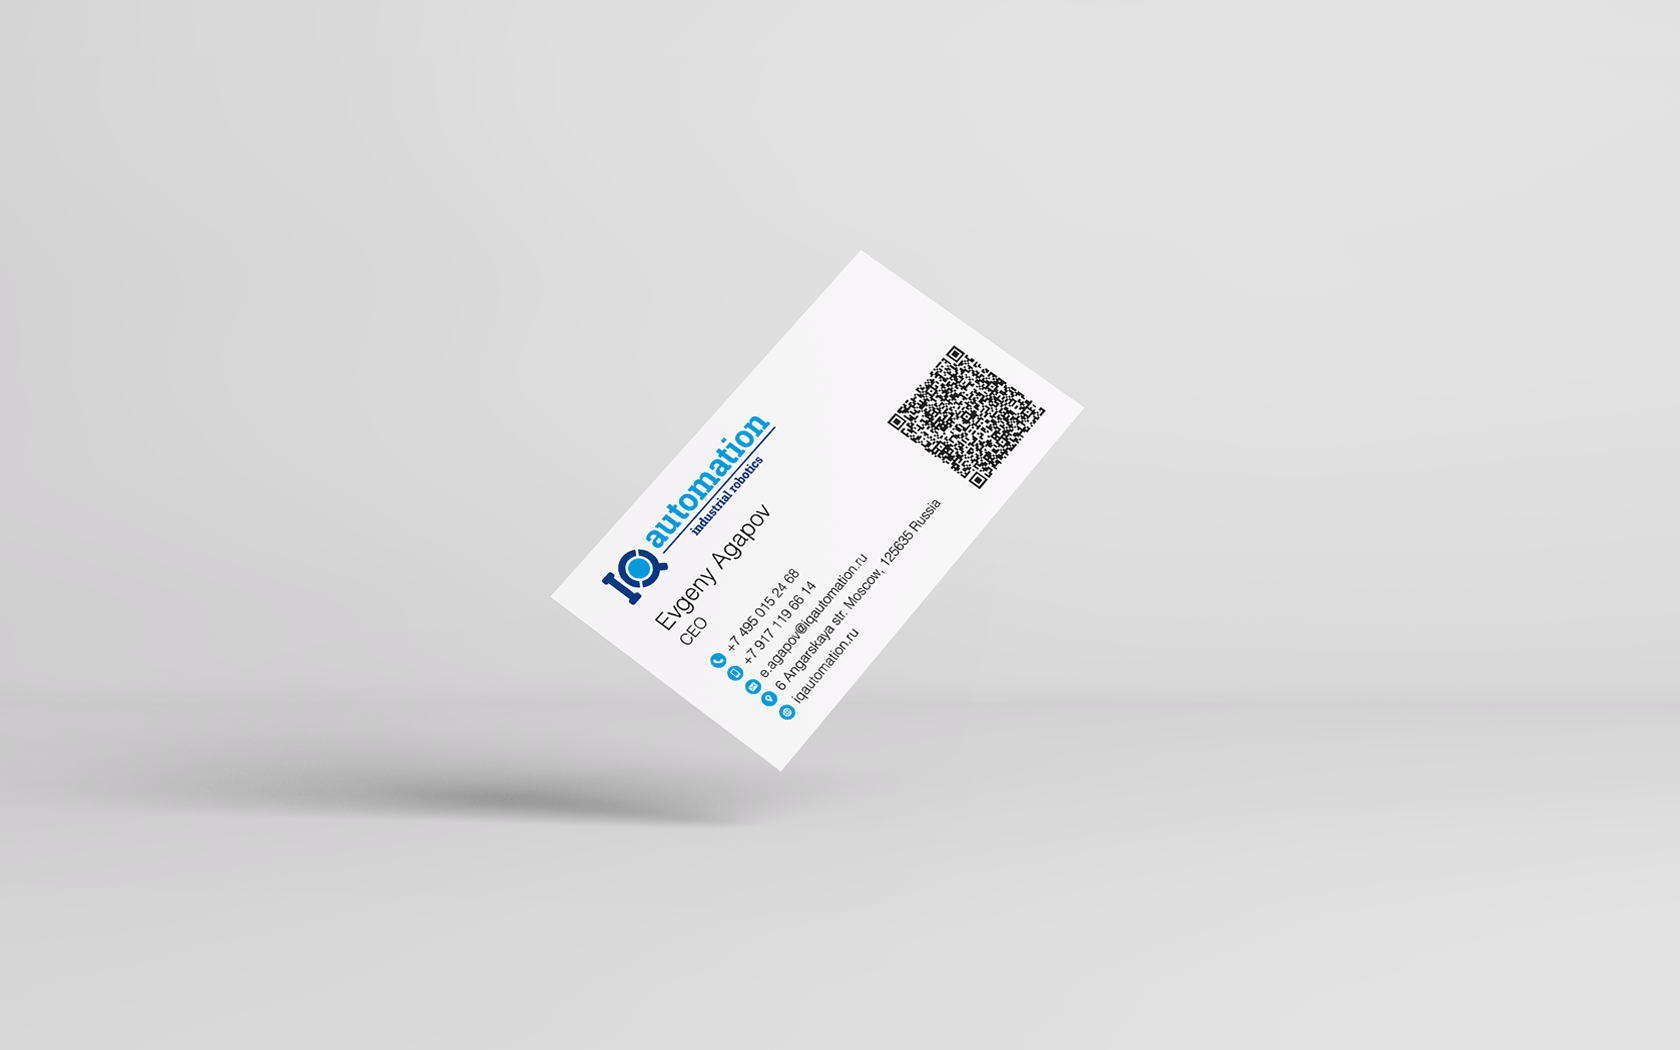 IQ automation
industrial robotics
Evgeny Agapov
CEO
+7 495 015 24 68
+7 917 119 66 14
e.agapov@iqautomation.ru
6 Angarskaya str. Moscow, 125635 Russia
iqautomation.ru